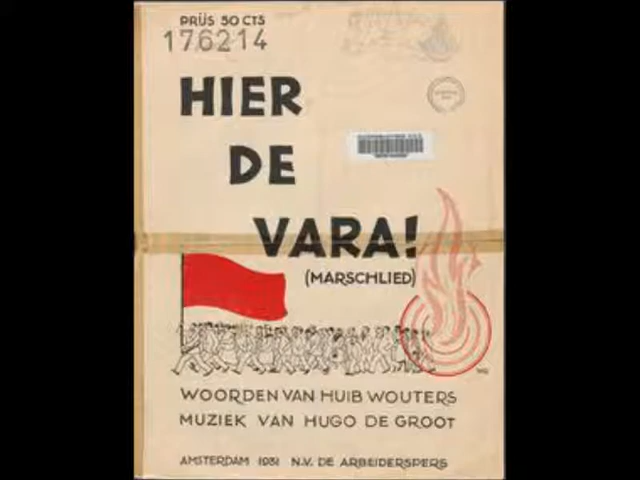 PRIJS 50 CTS
176214
HIER
DE
VARA!
(MARSCHLIED)
WOORDEN VAN HUIB WOUTERS
MUZIEK VAN HUGO DE GROOT
AMSTERDAM 1931 N.V. DE ARBEIDERSPERS